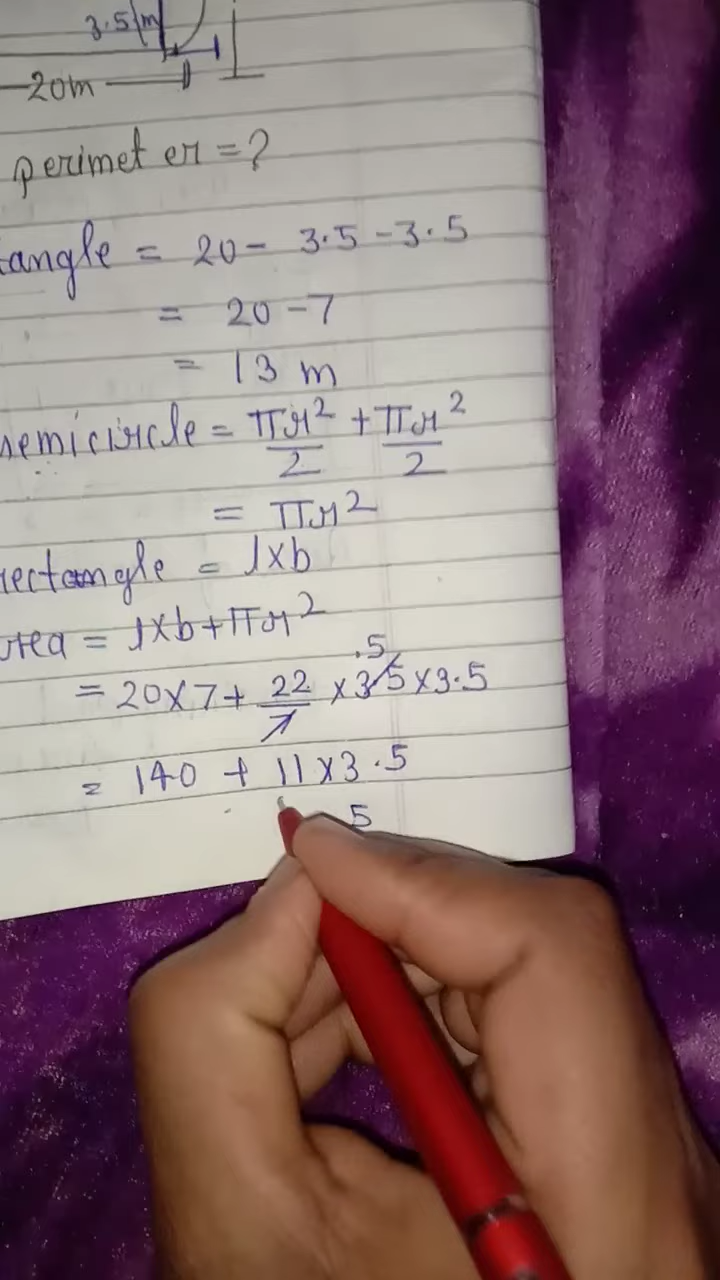 3.5m
20m
perimeter = ?
angle = 20 - 3.5 - 3.5
= 20 - 7
= 13 m
semicircle = πr²/2 + πr²/2
= πr²
rectangle = l×b
area = l×b+πr²
.5
= 20×7 + 22/7 ×3.5×3.5
= 140 + 11×3.5
5